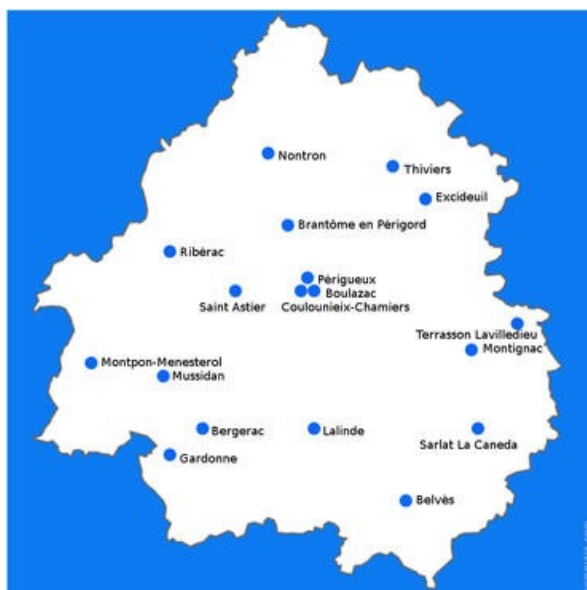 Nontron
Thiviers
Excideuil
Brantôme en Périgord
Ribérac
Périgueux
Boulazac
Saint Astier
Coulounieix-Chamiers
Terrasson Lavilledieu
Montignac
Montpon-Menesterol
Mussidan
Bergerac
Lalinde
Sarlat La Caneda
Gardonne
Belvès